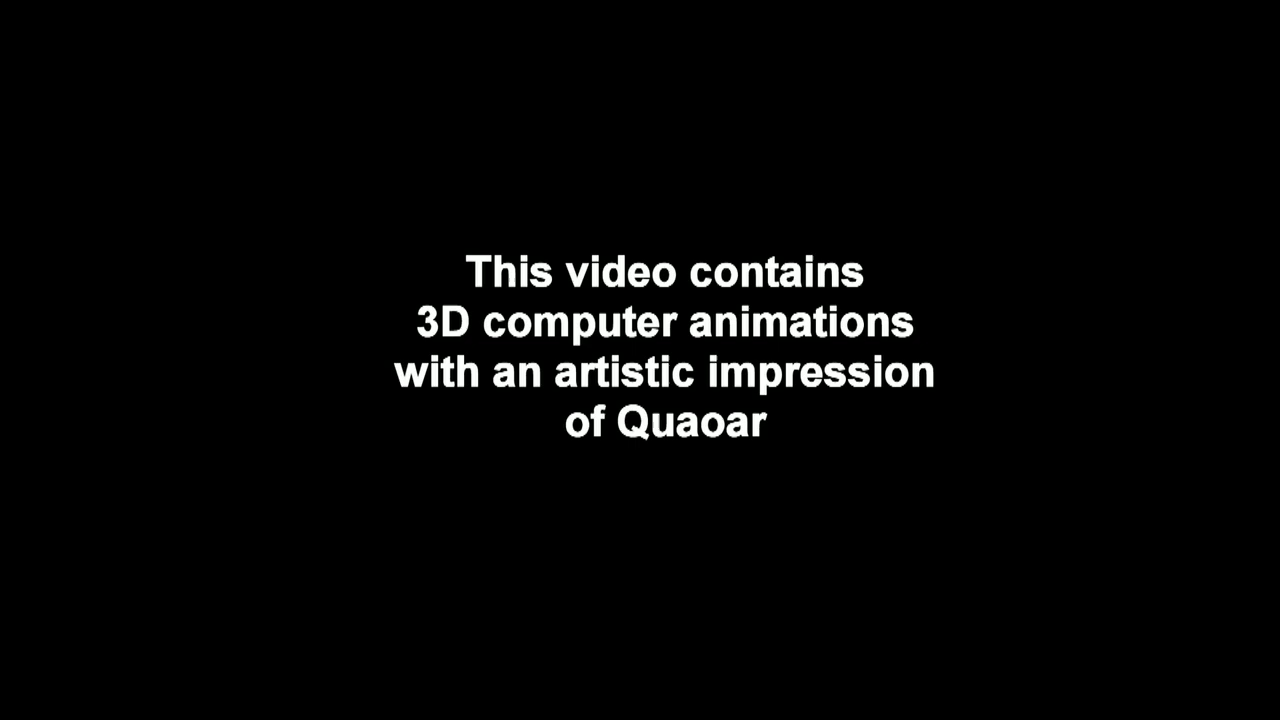 This video contains
3D computer animations
with an artistic impression
of Quaoar